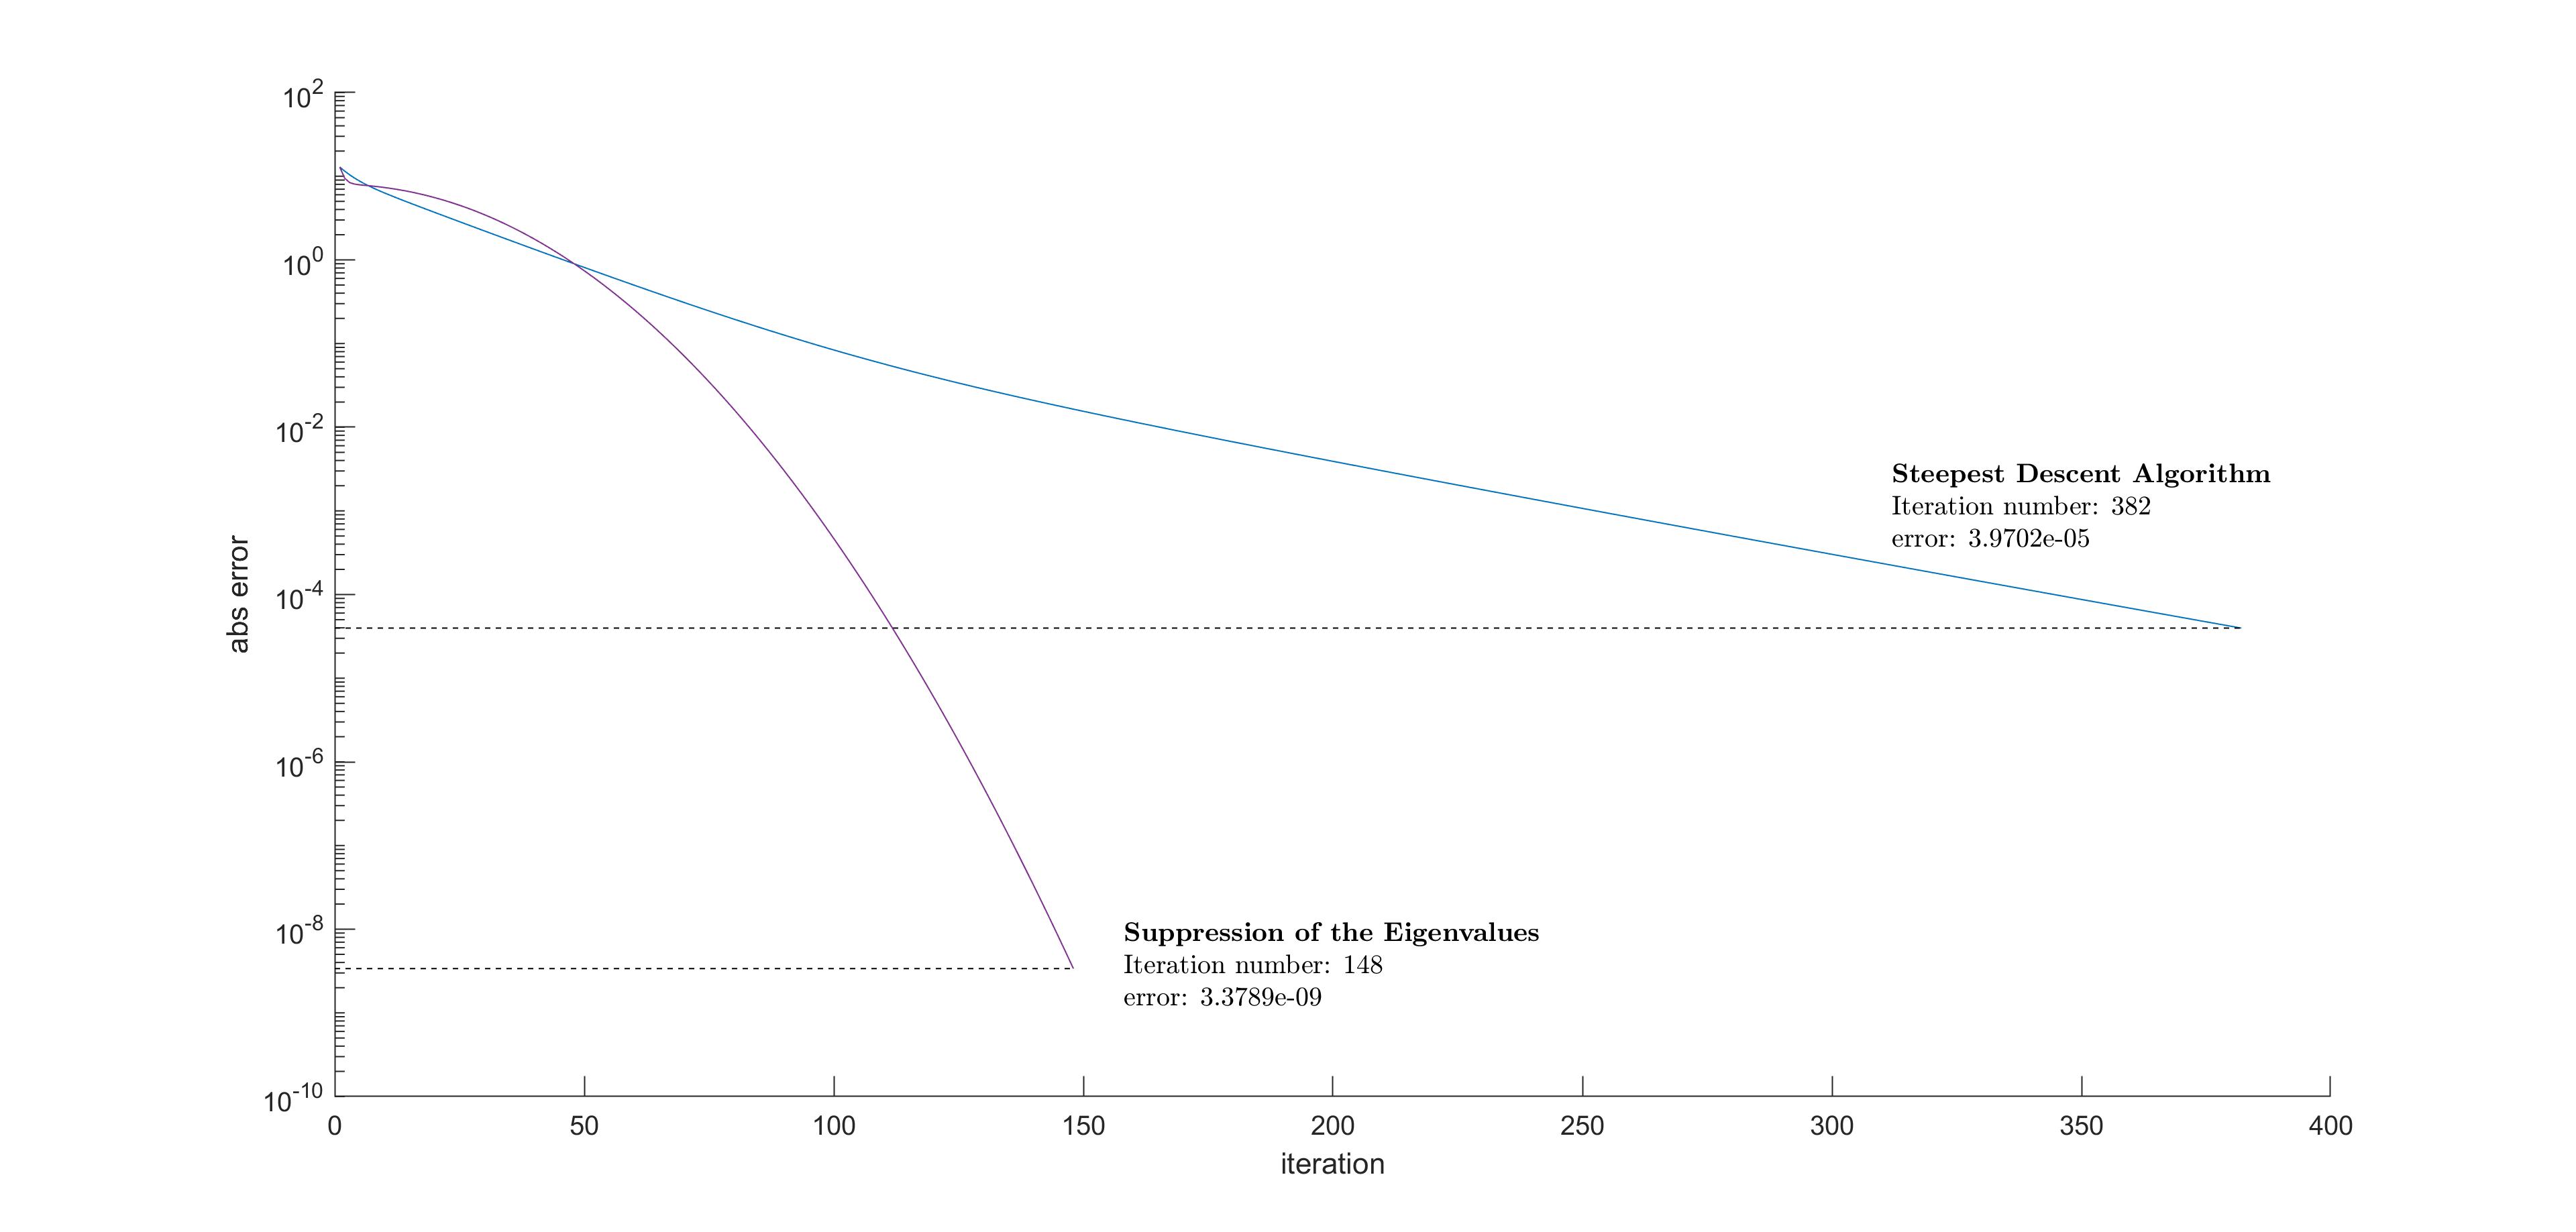 10^2
10^0
10^-2
10^-4
10^-6
10^-8
10^-10
abs error
Steepest Descent Algorithm
Iteration number: 382
error: 3.9702e-05
Suppression of the Eigenvalues
Iteration number: 148
error: 3.3789e-09
0 50 100 150 200 250 300 350 400
iteration